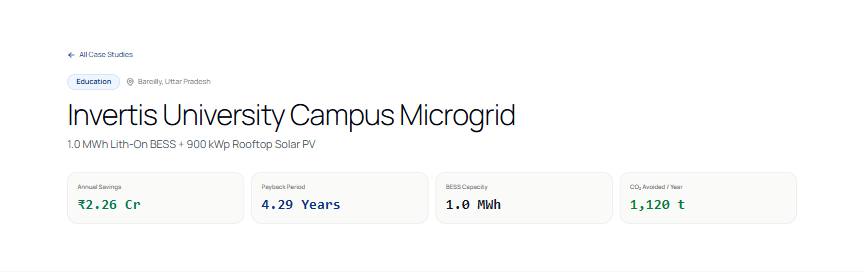 ← All Case Studies
Education Bareilly, Uttar Pradesh
Invertis University Campus Microgrid
1.0 MWh Lith-On BESS + 900 kWp Rooftop Solar PV
Annual Savings
₹2.26 Cr
Payback Period
4.29 Years
BESS Capacity
1.0 MWh
CO₂ Avoided / Year
1,120 t